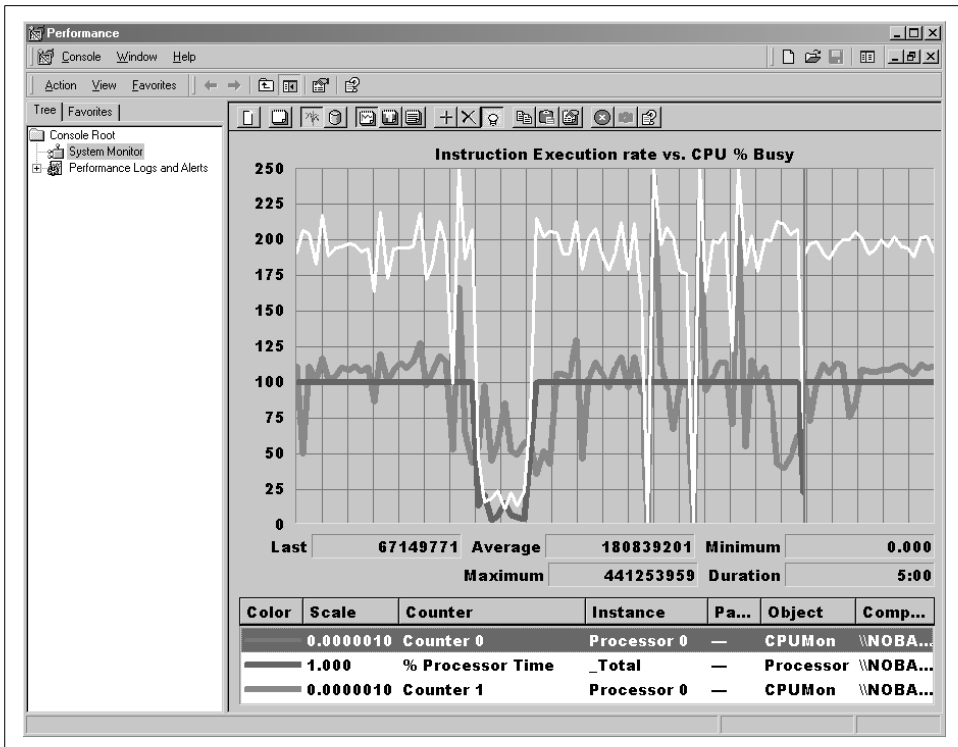 Performance
Console Window Help
Action View Favorites
Tree Favorites
Console Root
System Monitor
Performance Logs and Alerts
Instruction Execution rate vs. CPU % Busy
250
225
200
175
150
125
100
75
50
25
0
Last 67149771 Average 180839201 Minimum 0.000
Maximum 441253959 Duration 5:00
Color Scale Counter Instance Pa... Object Comp...
0.0000010 Counter 0 Processor 0 — CPUMon \\NOBA...
1.000 % Processor Time _Total — Processor \\NOBA...
0.0000010 Counter 1 Processor 0 — CPUMon \\NOBA...